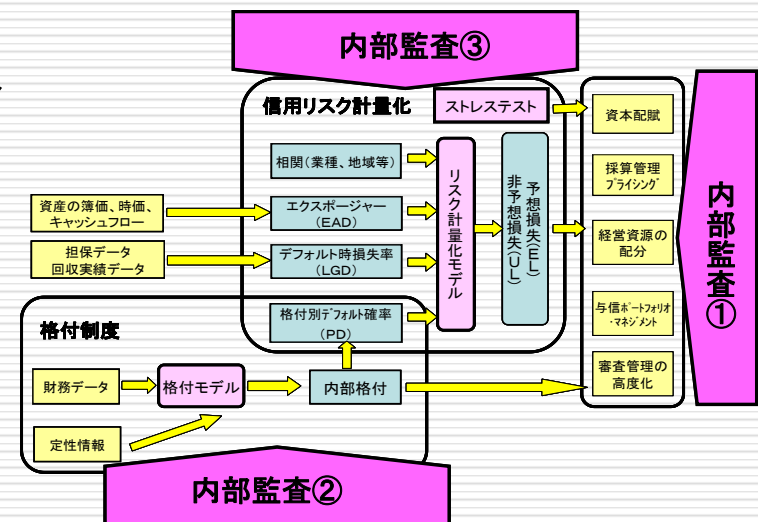 内部監査③
信用リスク計量化
ストレステスト
資本配賦
相関(業種、地域等)
採算管理
プライシング
資産の簿価、時価、
キャッシュフロー
エクスポージャー
(EAD)
リスク計量化モデル
予想損失(EL)
非予想損失(UL)
経営資源の
配分
内部監査①
担保データ
回収実績データ
デフォルト時損失率
(LGD)
格付別デフォルト確率
(PD)
与信ポートフォリオ
・マネジメント
格付制度
審査管理の
高度化
財務データ
格付モデル
内部格付
定性情報
内部監査②